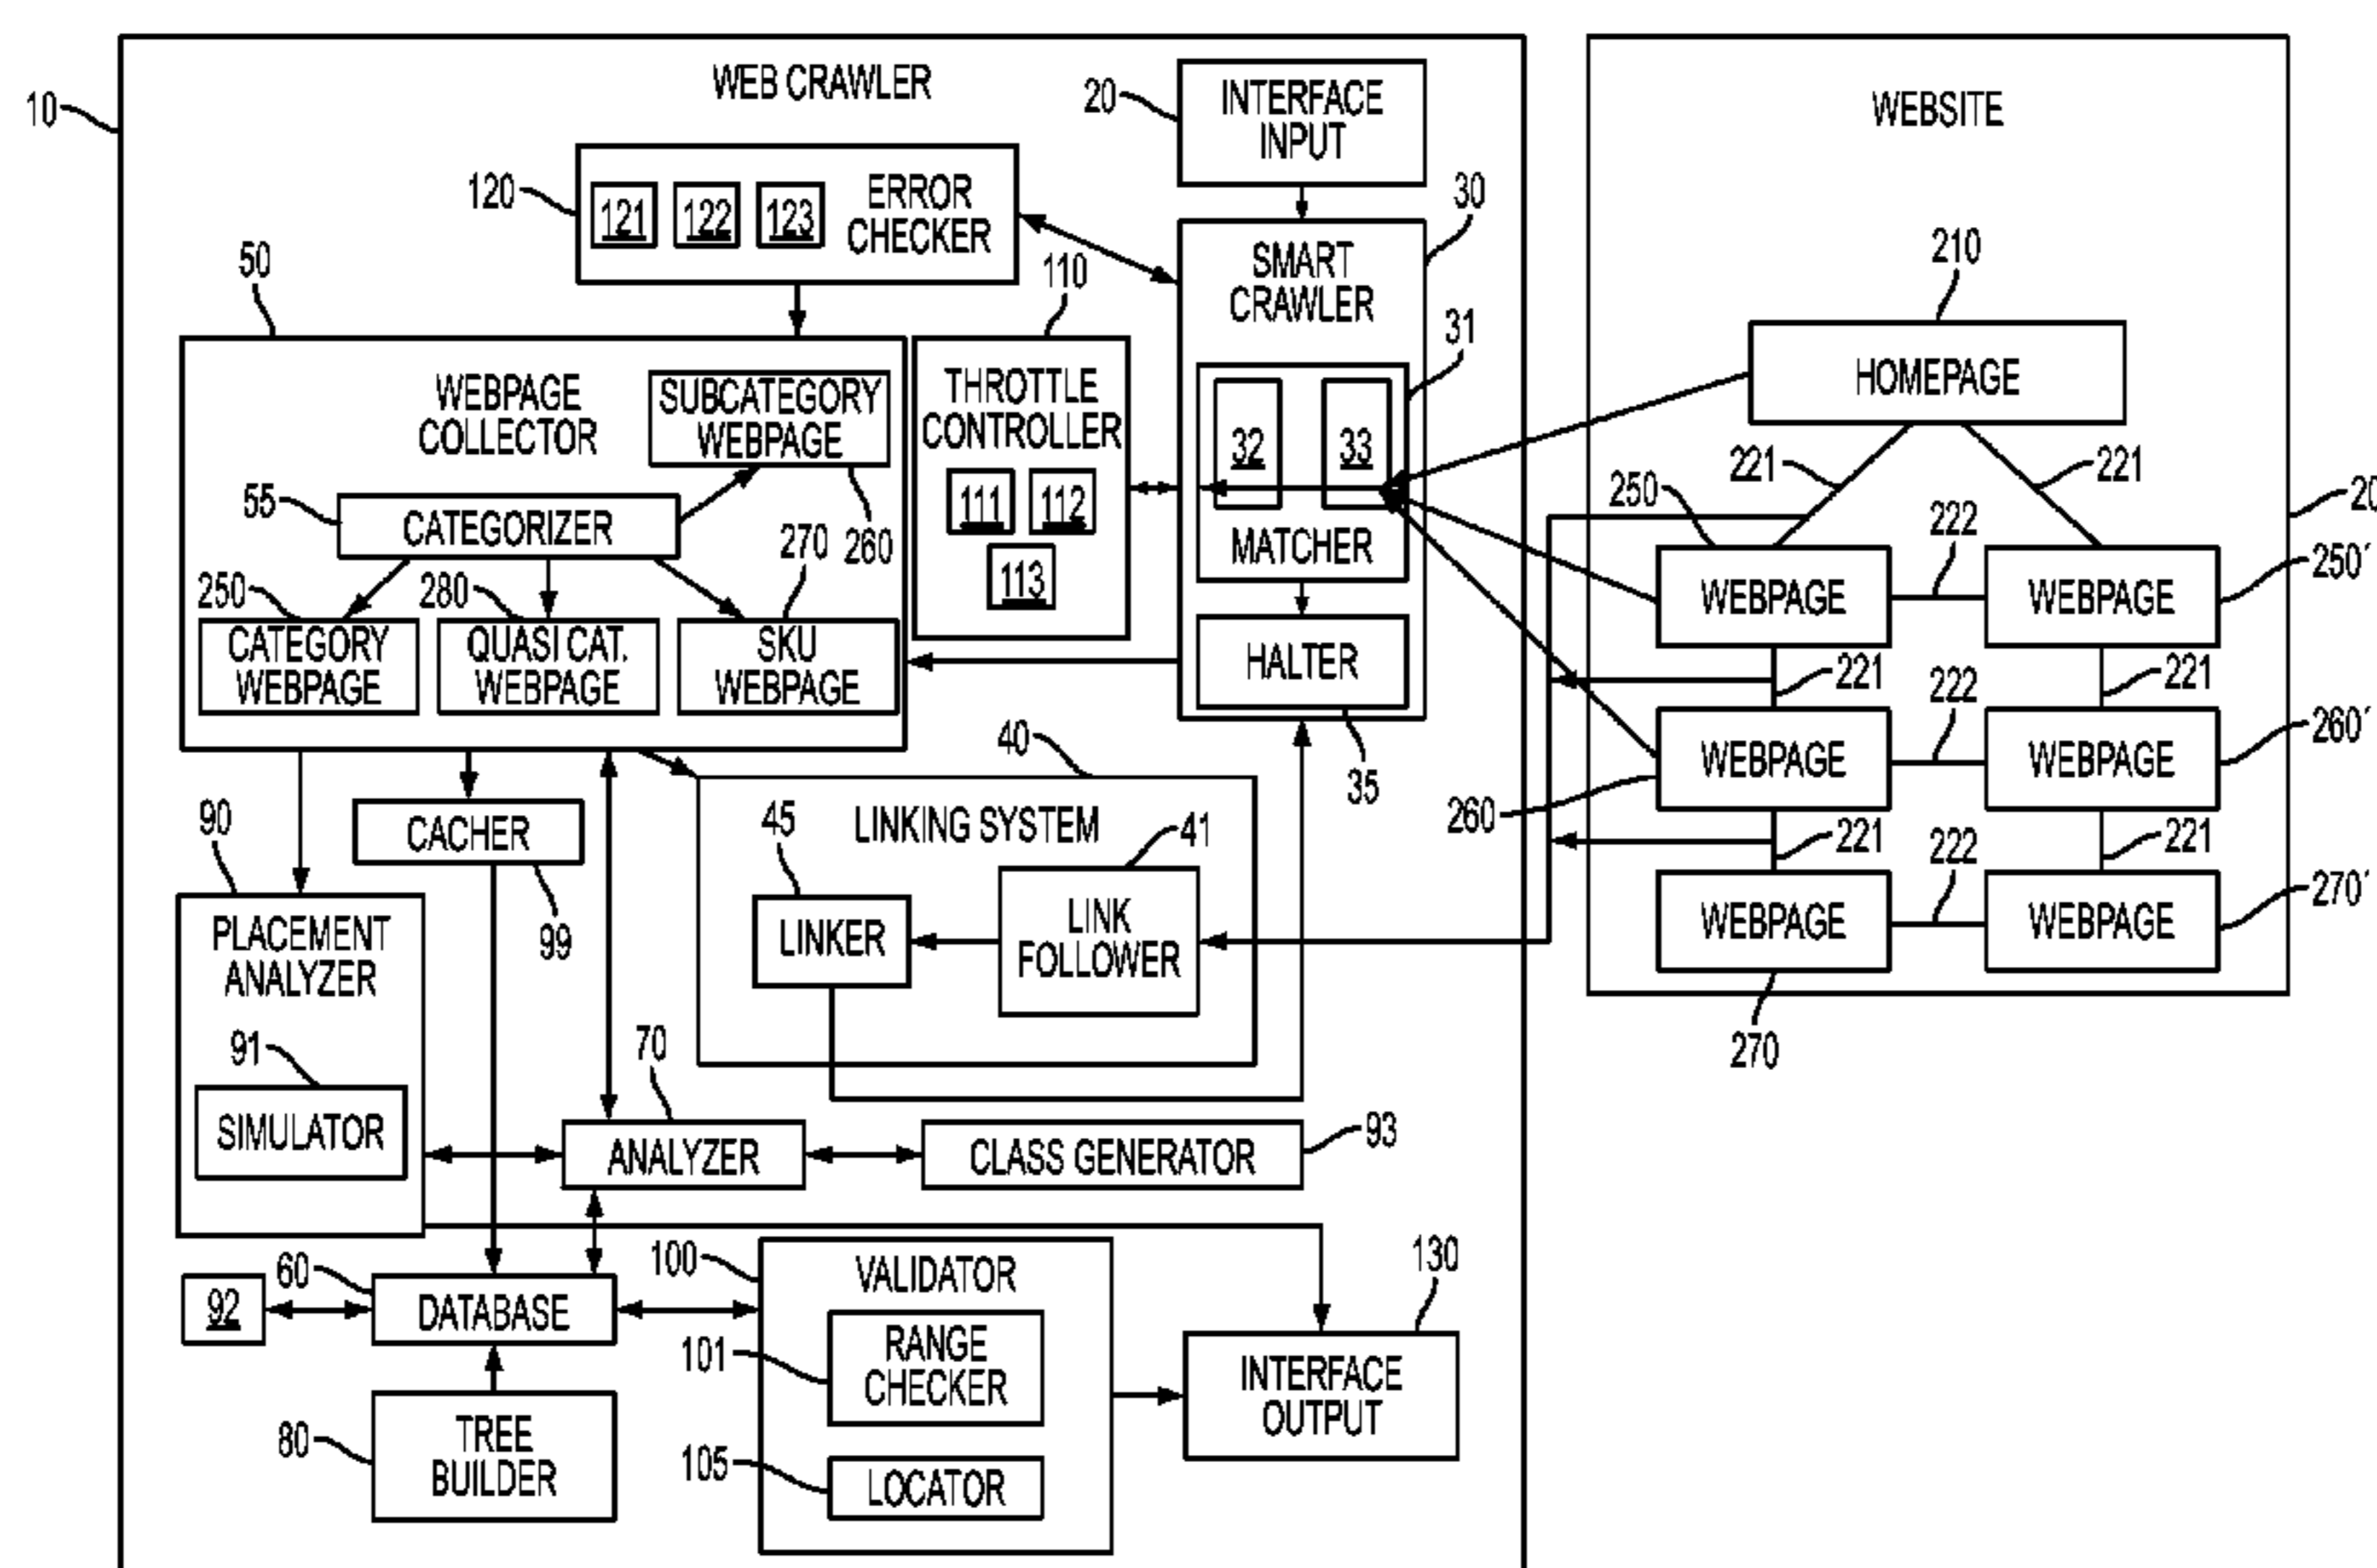 WEB CRAWLER
10
20
INTERFACE
INPUT
WEBSITE
120
121 122 123
ERROR
CHECKER
30
SMART
CRAWLER
50
110
31
210
HOMEPAGE
WEBPAGE
COLLECTOR
SUBCATEGORY
WEBPAGE
THROTTLE
CONTROLLER
111 112
113
32 33
MATCHER
HALTER
35
55
CATEGORIZER
260
270
250
280
CATEGORY
WEBPAGE
QUASI CAT.
WEBPAGE
SKU
WEBPAGE
221 221
250
20
WEBPAGE 222 WEBPAGE
250´
221 221
WEBPAGE 222 WEBPAGE
260´
260
221 221
WEBPAGE 222 WEBPAGE
270´
270
40
LINKING SYSTEM
45
41
LINKER
LINK
FOLLOWER
90
CACHER
99
PLACEMENT
ANALYZER
91
SIMULATOR
70
ANALYZER
CLASS GENERATOR
93
60
92
DATABASE
100
VALIDATOR
101
RANGE
CHECKER
105
LOCATOR
130
INTERFACE
OUTPUT
80
TREE
BUILDER